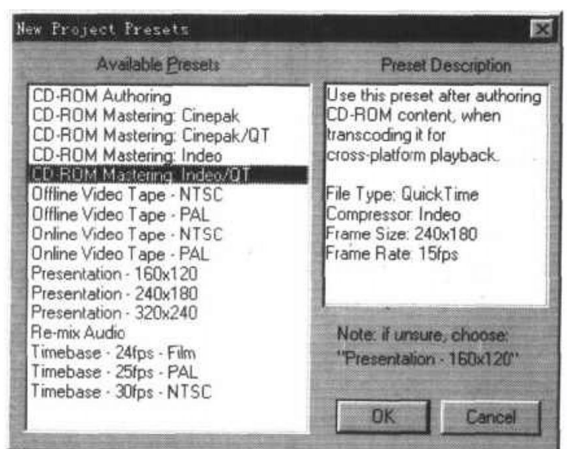 New Project Presets
Available Presets
CD-ROM Authoring
CD-ROM Mastering: Cinepak
CD-ROM Mastering: Cinepak/QT
CD-ROM Mastering: Indeo
CD-ROM Mastering: Indeo/QT
Offline Video Tape - NTSC
Offline Video Tape - PAL
Online Video Tape - NTSC
Online Video Tape - PAL
Presentation - 160x120
Presentation - 240x180
Presentation - 320x240
Re-mix Audio
Timebase - 24fps - Film
Timebase - 25fps - PAL
Timebase - 30fps - NTSC
Preset Description
Use this preset after authoring
CD-ROM content, when
transcoding it for
cross-platform playback.
File Type: QuickTime
Compressor: Indeo
Frame Size: 240x180
Frame Rate: 15fps
Note: if unsure, choose:
"Presentation - 160x120"
OK
Cancel